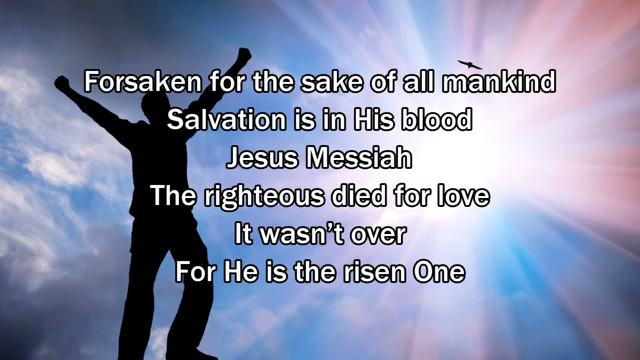 Forsaken for the sake of all mankind
Salvation is in His blood
Jesus Messiah
The righteous died for love
It wasn’t over
For He is the risen One